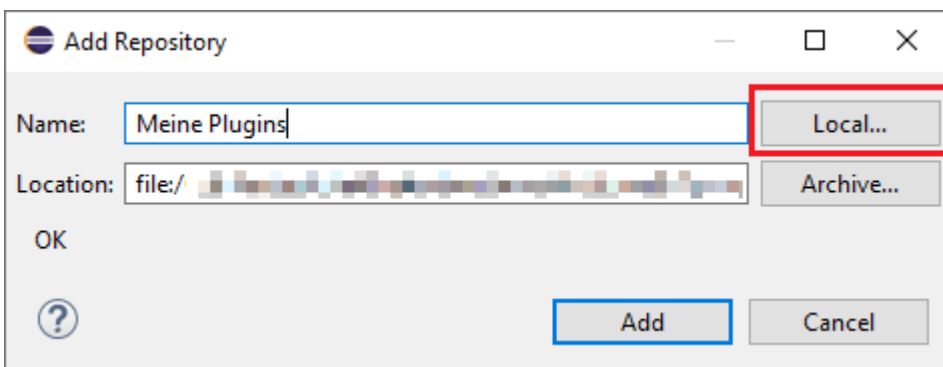 Add Repository
Name: Meine Plugins Local...
Location: file:/ Archive...
OK
? Add Cancel